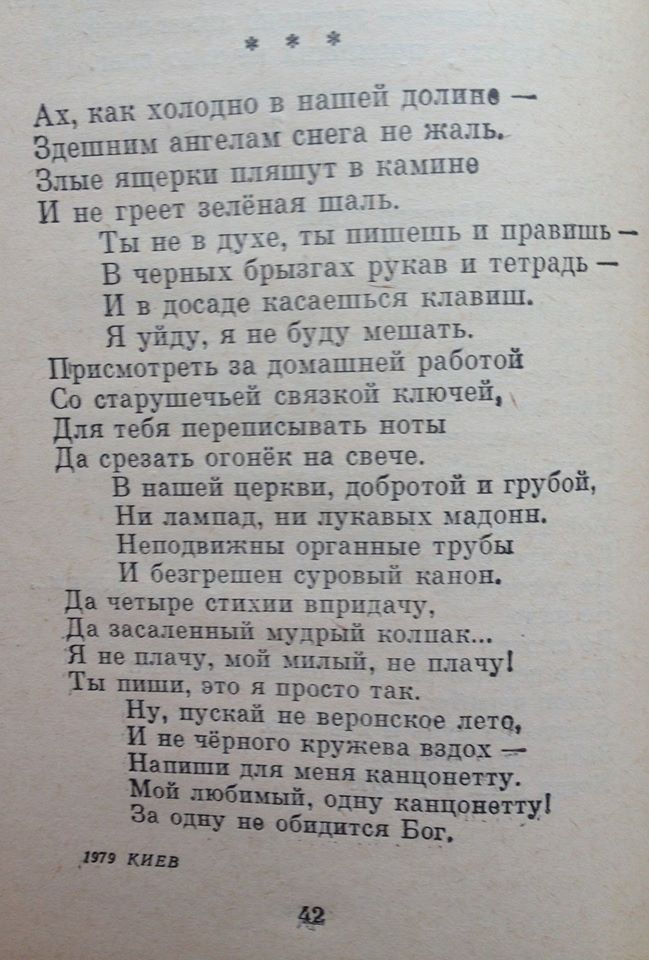 * * *
Ах, как холодно в нашей долине —
Здешним ангелам снега не жаль.
Злые ящерки пляшут в камине
И не греет зелёная шаль.
Ты не в духе, ты пишешь и правишь —
В черных брызгах рукав и тетрадь —
И в досаде касаешься клавиш.
Я уйду, я не буду мешать.
Присмотреть за домашней работой
Со старушечьей связкой ключей,
Для тебя переписывать ноты
Да срезать огонёк на свече.
В нашей церкви, добротой и грубой,
Ни лампад, ни лукавых мадонн.
Неподвижны органные трубы
И безгрешен суровый канон.
Да четыре стихии впридачу,
Да засаленный мудрый колпак...
Я не плачу, мой милый, не плачу!
Ты пиши, это я просто так.
Ну, пускай не веронское лето,
И не чёрного кружева вздох —
Напиши для меня канцонетту.
Мой любимый, одну канцонетту!
За одну не обидится Бог.
1979 КИЕВ
42